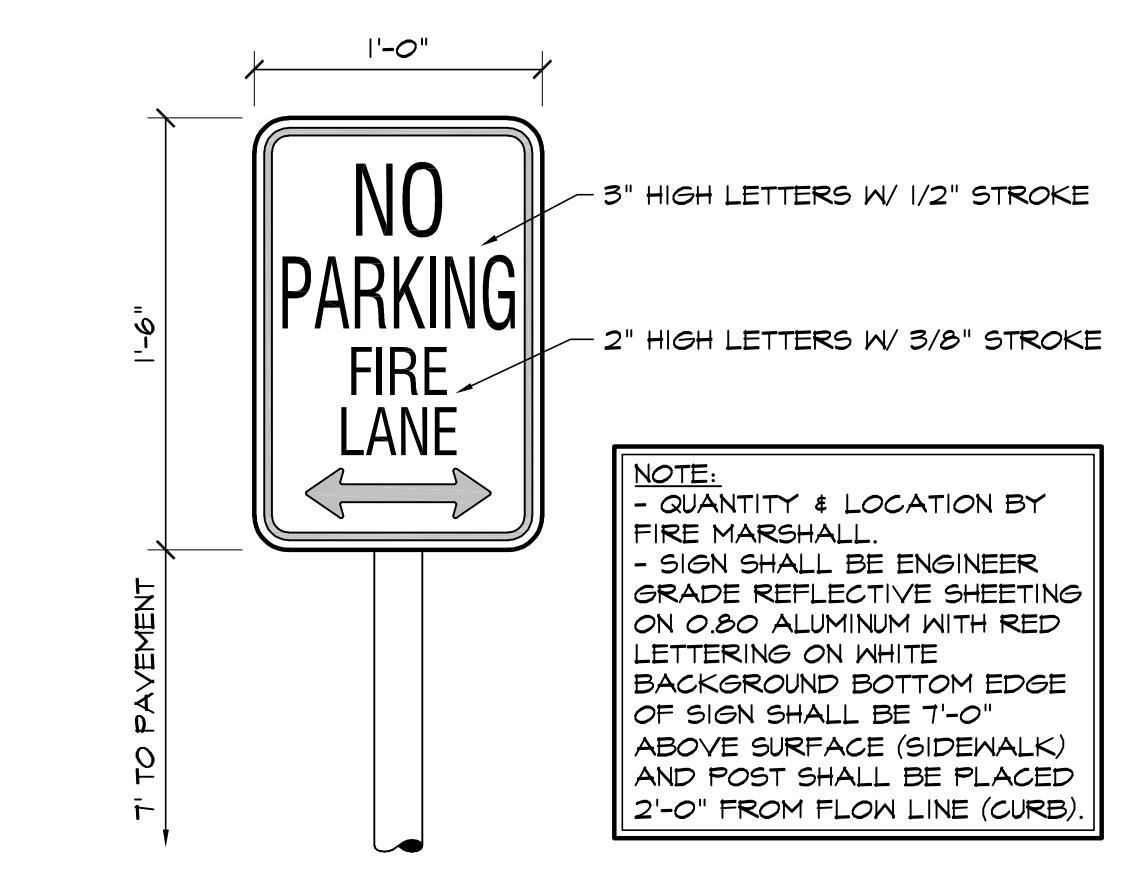 1'-0"
NO
PARKING
FIRE
LANE
3" HIGH LETTERS W/ 1/2" STROKE
2" HIGH LETTERS W/ 3/8" STROKE
1'-6"
7' TO PAVEMENT
NOTE:
- QUANTITY & LOCATION BY
FIRE MARSHALL.
- SIGN SHALL BE ENGINEER
GRADE REFLECTIVE SHEETING
ON 0.80 ALUMINUM WITH RED
LETTERING ON WHITE
BACKGROUND BOTTOM EDGE
OF SIGN SHALL BE 7'-0"
ABOVE SURFACE (SIDEWALK)
AND POST SHALL BE PLACED
2'-0" FROM FLOW LINE (CURB).